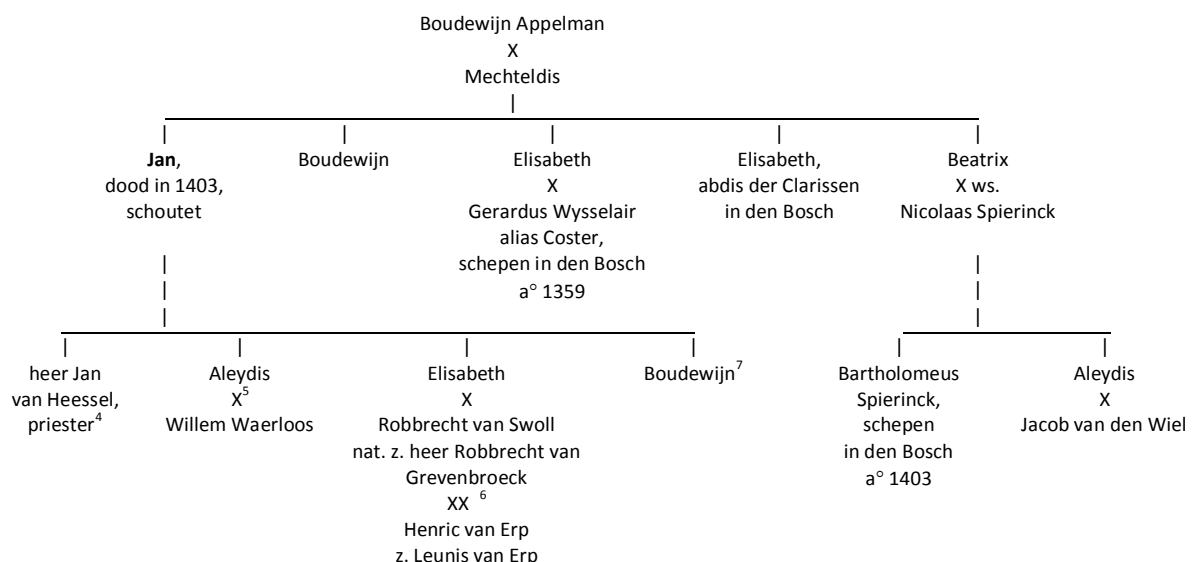 Boudewijn Appelman
X
Mechteldis
Jan,
dood in 1403,
schoutet
Boudewijn
Elisabeth
X
Gerardus Wysselair
alias Coster,
schepen in den Bosch
a° 1359
Elisabeth,
abdis der Clarissen
in den Bosch
Beatrix
X ws.
Nicolaas Spierinck
heer Jan
van Heessel,
priester4
Aleydis
X5
Willem Waerloos
Elisabeth
X
Robbrecht van Swoll
nat. z. heer Robbrecht van
Grevenbroeck
XX 6
Henric van Erp
z. Leunis van Erp
Boudewijn7
Bartholomeus
Spierinck,
schepen
in den Bosch
a° 1403
Aleydis
X
Jacob van den Wiel